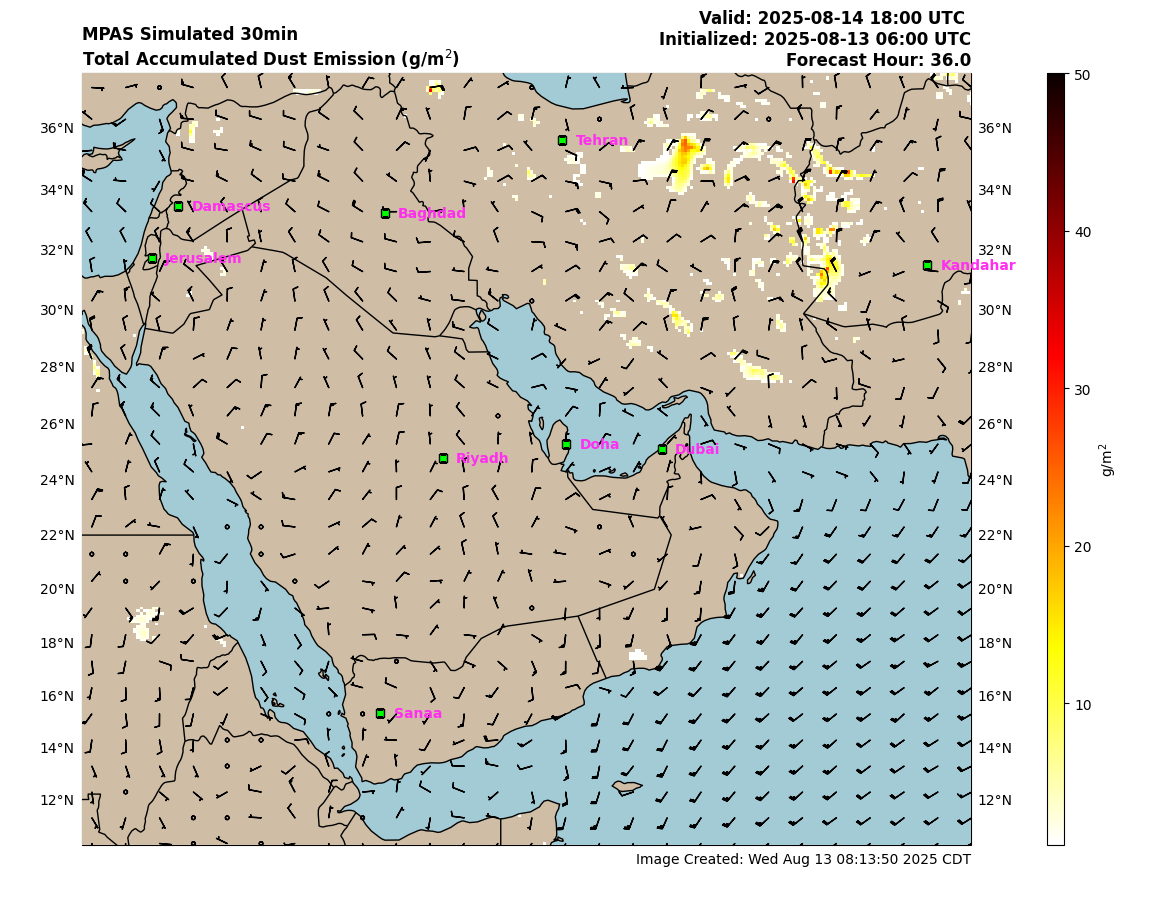 MPAS Simulated 30min
Total Accumulated Dust Emission (g/m²)
Valid: 2025-08-14 18:00 UTC
Initialized: 2025-08-13 06:00 UTC
Forecast Hour: 36.0
36°N
34°N
32°N
30°N
28°N
26°N
24°N
22°N
20°N
18°N
16°N
14°N
12°N
Tehran
Damascus
Baghdad
Jerusalem
Kandahar
Doha
Dubai
Riyadh
Sanaa
36°N
34°N
32°N
30°N
28°N
26°N
24°N
22°N
20°N
18°N
16°N
14°N
12°N
50
40
30
20
10
g/m²
Image Created: Wed Aug 13 08:13:50 2025 CDT